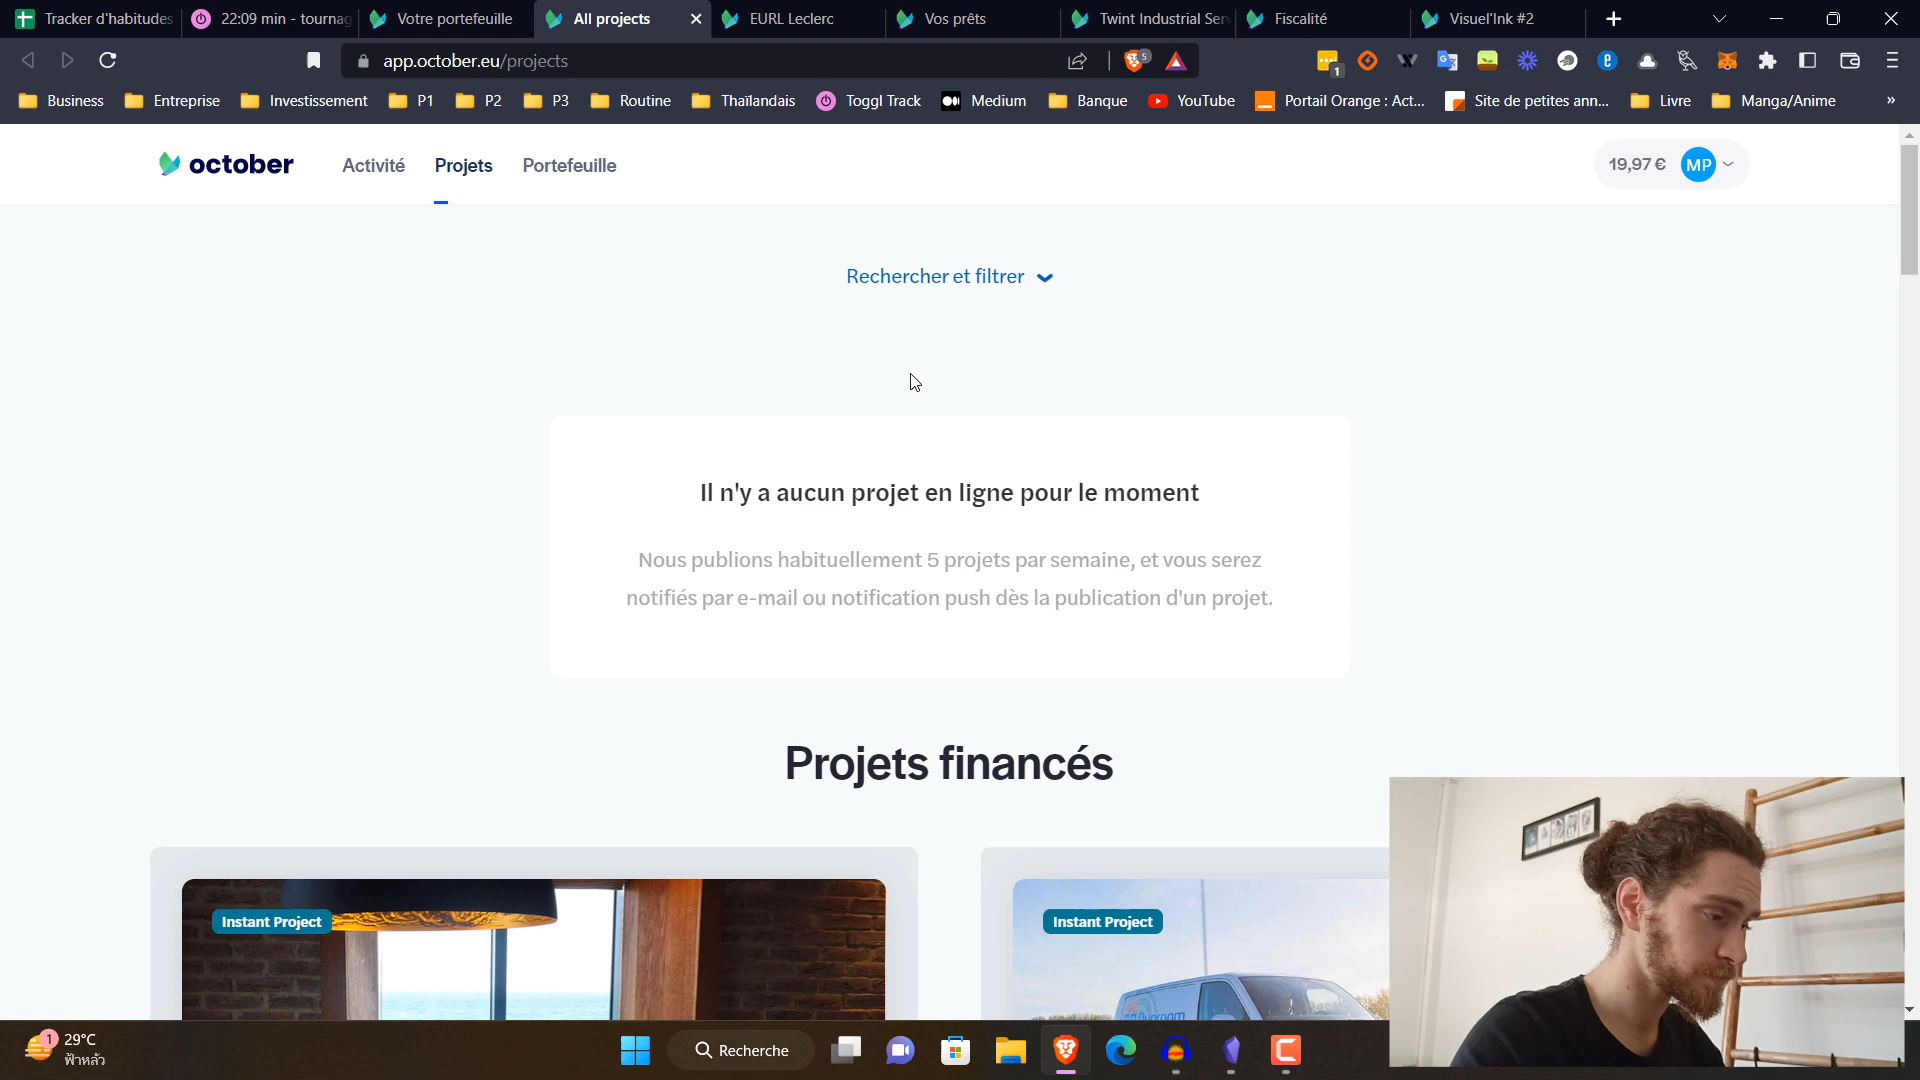 Tracker d'habitudes
22:09 min - tournag
Votre portefeuille
All projects
EURL Leclerc
Vos prêts
Twint Industrial Serv
Fiscalité
Visuel'Ink #2
app.october.eu/projects
5
1
Business
Entreprise
Investissement
P1
P2
P3
Routine
Thaïlandais
Toggl Track
Medium
Banque
YouTube
Portail Orange : Act...
Site de petites ann...
Livre
Manga/Anime
»
october
Activité
Projets
Portefeuille
19,97 €
MP
Rechercher et filtrer
Il n'y a aucun projet en ligne pour le moment
Nous publions habituellement 5 projets par semaine, et vous serez
notifiés par e-mail ou notification push dès la publication d'un projet.
Projets financés
Instant Project
Instant Project
1
29°C
ฟ้าหลัว
Recherche